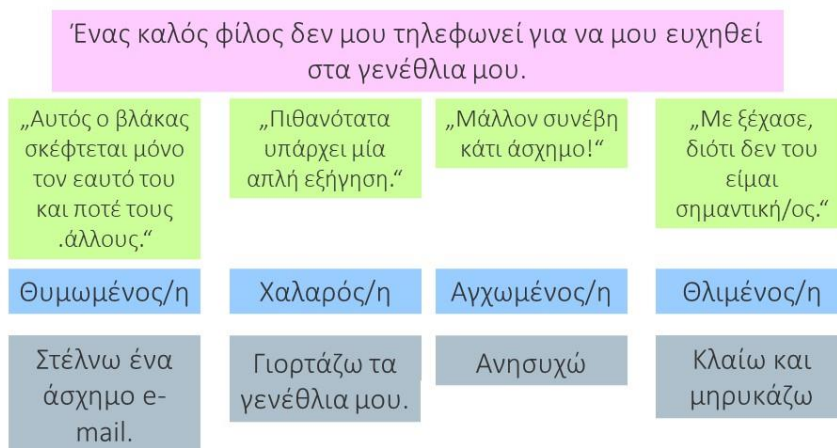 Ένας καλός φίλος δεν μου τηλεφωνεί για να μου ευχηθεί
στα γενέθλια μου.
„Αυτός ο βλάκας
σκέφτεται μόνο
τον εαυτό του
και ποτέ τους
.άλλους.“
„Πιθανότατα
υπάρχει μία
απλή εξήγηση.“
„Μάλλον συνέβη
κάτι άσχημο!“
„Με ξέχασε,
διότι δεν του
είμαι
σημαντική/ος.“
Θυμωμένος/η
Χαλαρός/η
Αγχωμένος/η
Θλιμένος/η
Στέλνω ένα
άσχημο e-
mail.
Γιορτάζω τα
γενέθλια μου.
Ανησυχώ
Κλαίω και
μηρυκάζω